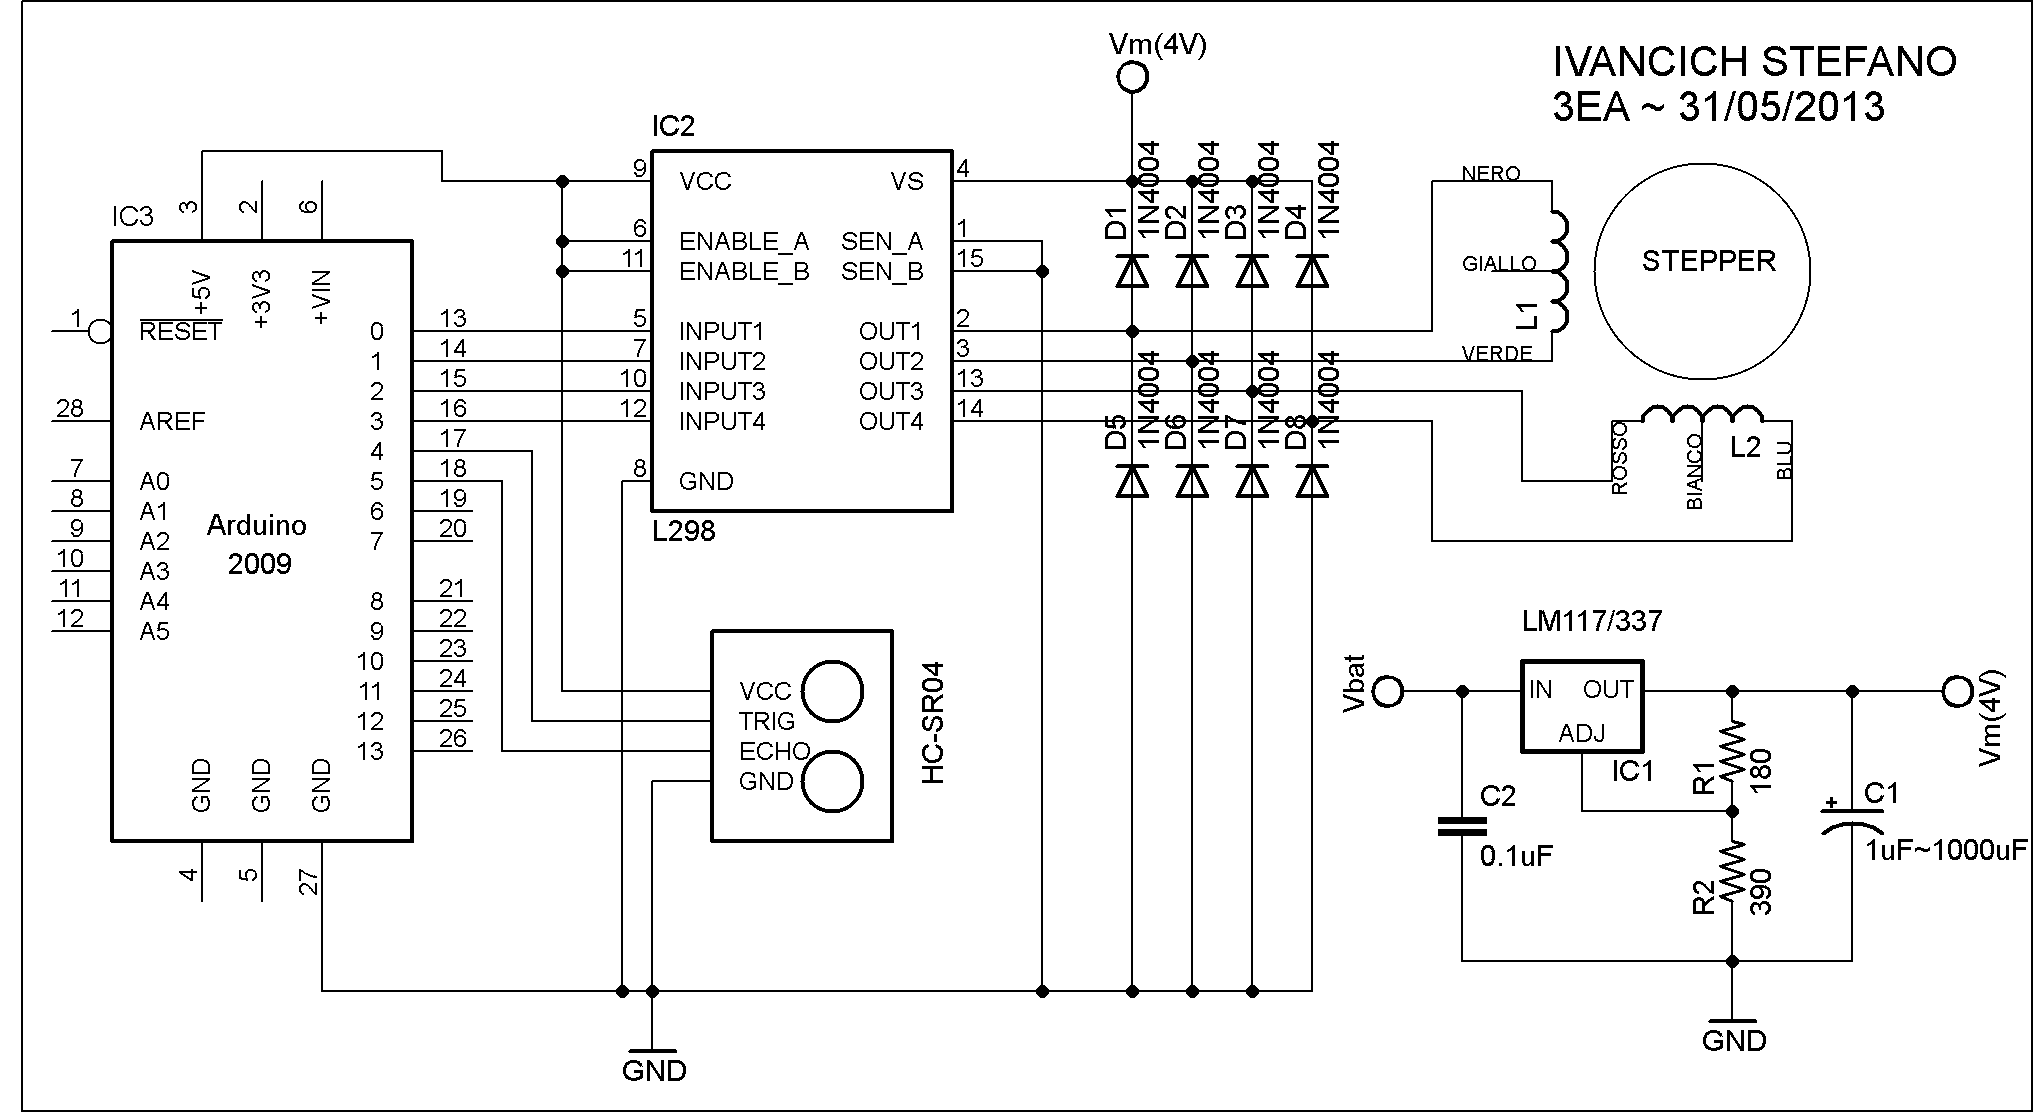 Vm(4V)
IVANCICH STEFANO
3EA ~ 31/05/2013
IC2
9
VCC
VS
4
6
ENABLE_A
SEN_A
1
11
ENABLE_B
SEN_B
15
5
INPUT1
OUT1
2
7
INPUT2
OUT2
3
10
INPUT3
OUT3
13
12
INPUT4
OUT4
14
8
GND
L298
IC3
3
2
6
+5V
+3V3
+VIN
1
RESET
28
AREF
7
A0
8
A1
9
A2
10
A3
11
A4
12
A5
Arduino
2009
0
13
1
14
2
15
3
16
4
17
5
18
6
19
7
20
8
21
9
22
10
23
11
24
12
25
13
26
GND
GND
GND
4
5
27
VCC
TRIG
ECHO
GND
HC-SR04
GND
D1
1N4004
D2
1N4004
D3
1N4004
D4
1N4004
D5
1N4004
D6
1N4004
D7
1N4004
D8
1N4004
NERO
GIALLO
VERDE
L1
STEPPER
ROSSO
BIANCO
BLU
L2
LM117/337
Vbat
IN
OUT
ADJ
IC1
Vm(4V)
R1
180
R2
390
C2
0.1uF
+
C1
1uF~1000uF
GND